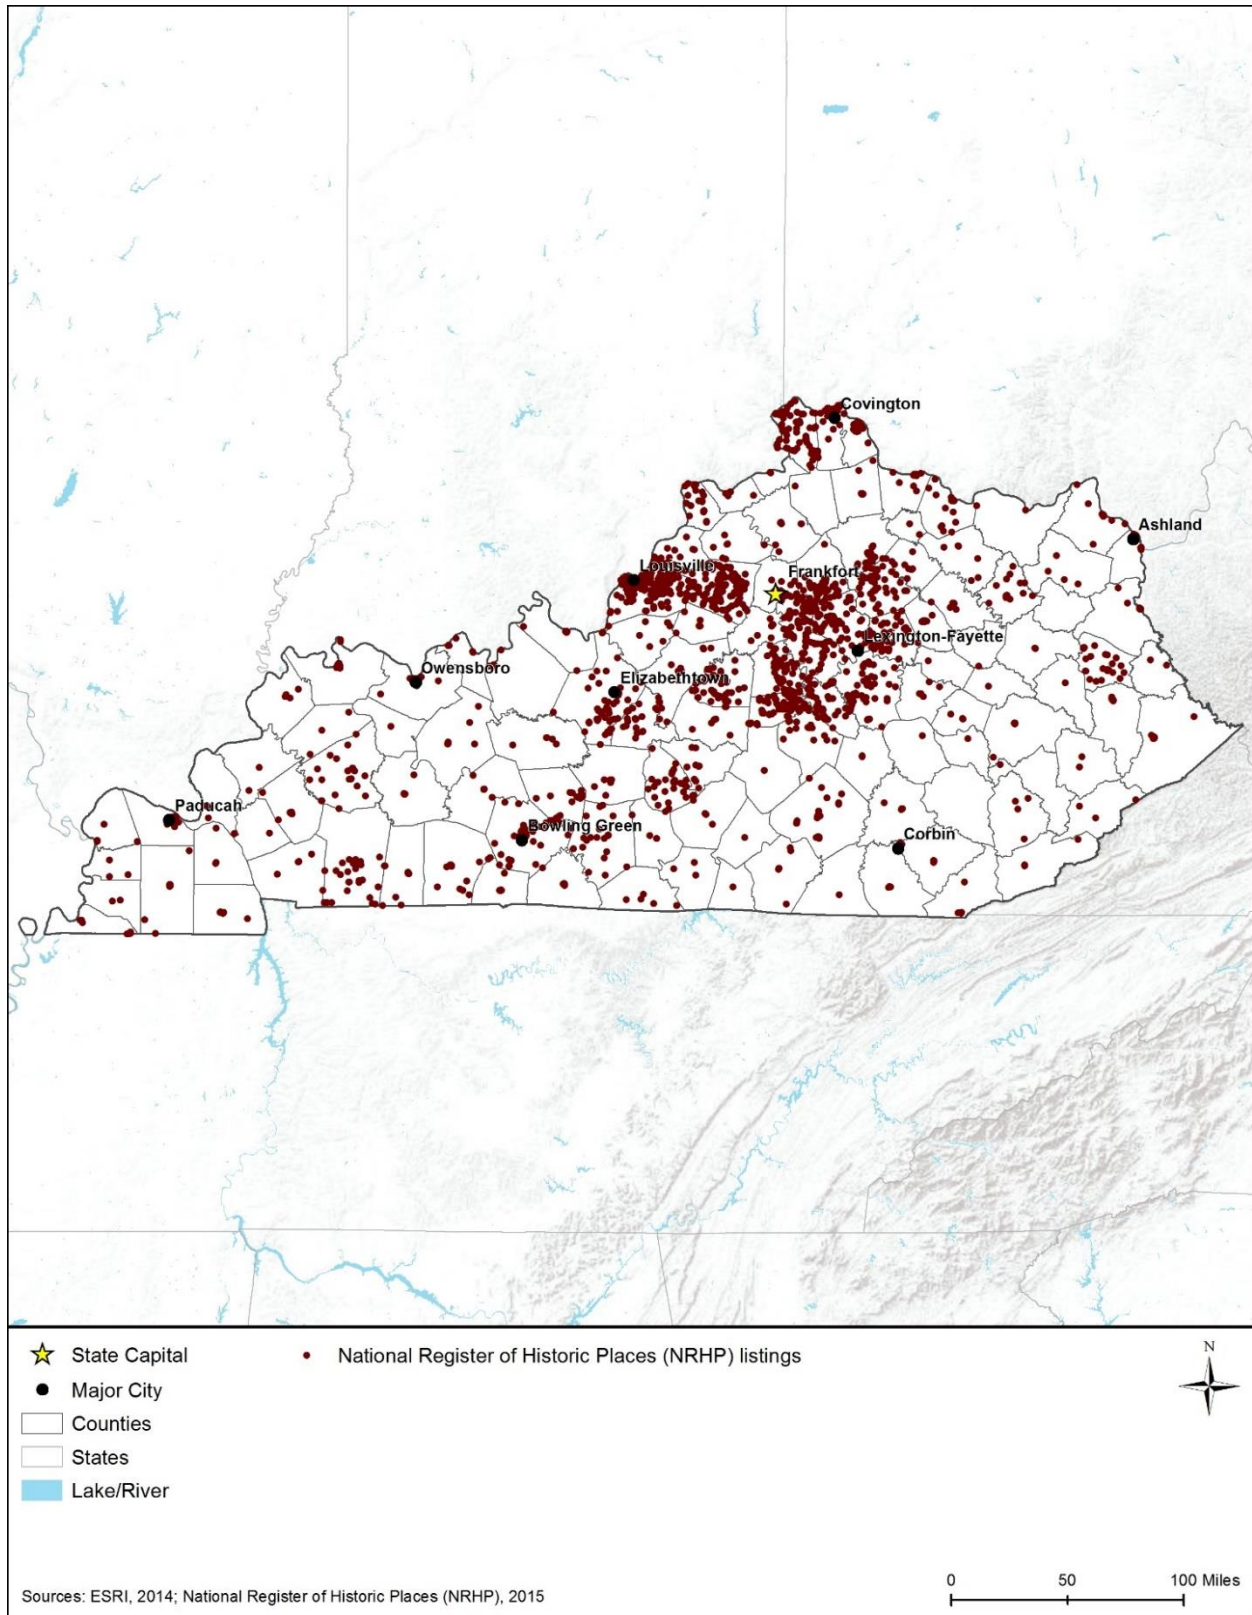 Covington
Ashland
Louisville
Frankfort
Lexington-Fayette
Owensboro
Elizabethtown
Paducah
Bowling Green
Corbin
State Capital
National Register of Historic Places (NRHP) listings
N
Major City
Counties
States
Lake/River
0 50 100 Miles
Sources: ESRI, 2014; National Register of Historic Places (NRHP), 2015